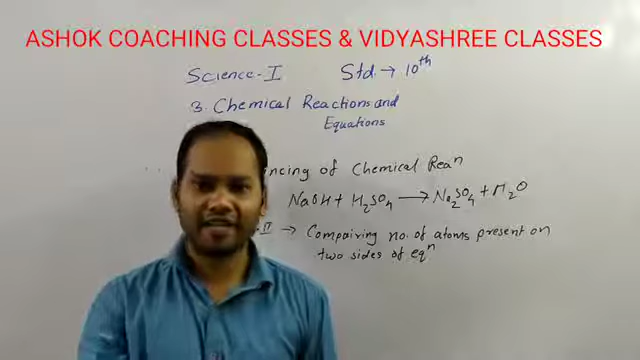 ASHOK COACHING CLASSES & VIDYASHREE CLASSES
Science-I Std. → 10th
3. Chemical Reactions and
Equations
ncing of Chemical Reaⁿ
NaOH + H₂SO₄ → Na₂SO₄ + H₂O
II → Compairing no. of atoms present on
two sides of eqⁿ